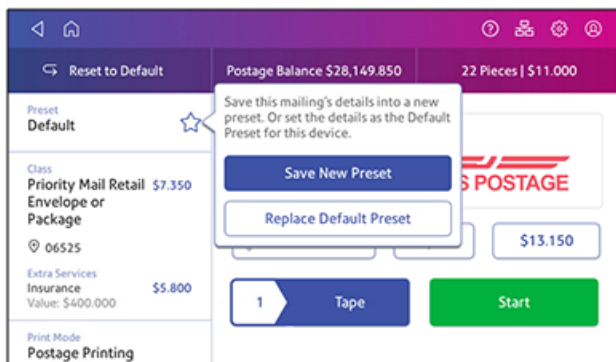 Reset to Default
Postage Balance $28,149.850
22 Pieces | $11.000
Preset
Default
Save this mailing's details into a new
preset. Or set the details as the Default
Preset for this device.
Save New Preset
Replace Default Preset
Class
Priority Mail Retail $7.350
Envelope or
Package
06525
Extra Services
Insurance $5.800
Value: $400.000
Print Mode
Postage Printing
S POSTAGE
$13.150
1 Tape
Start